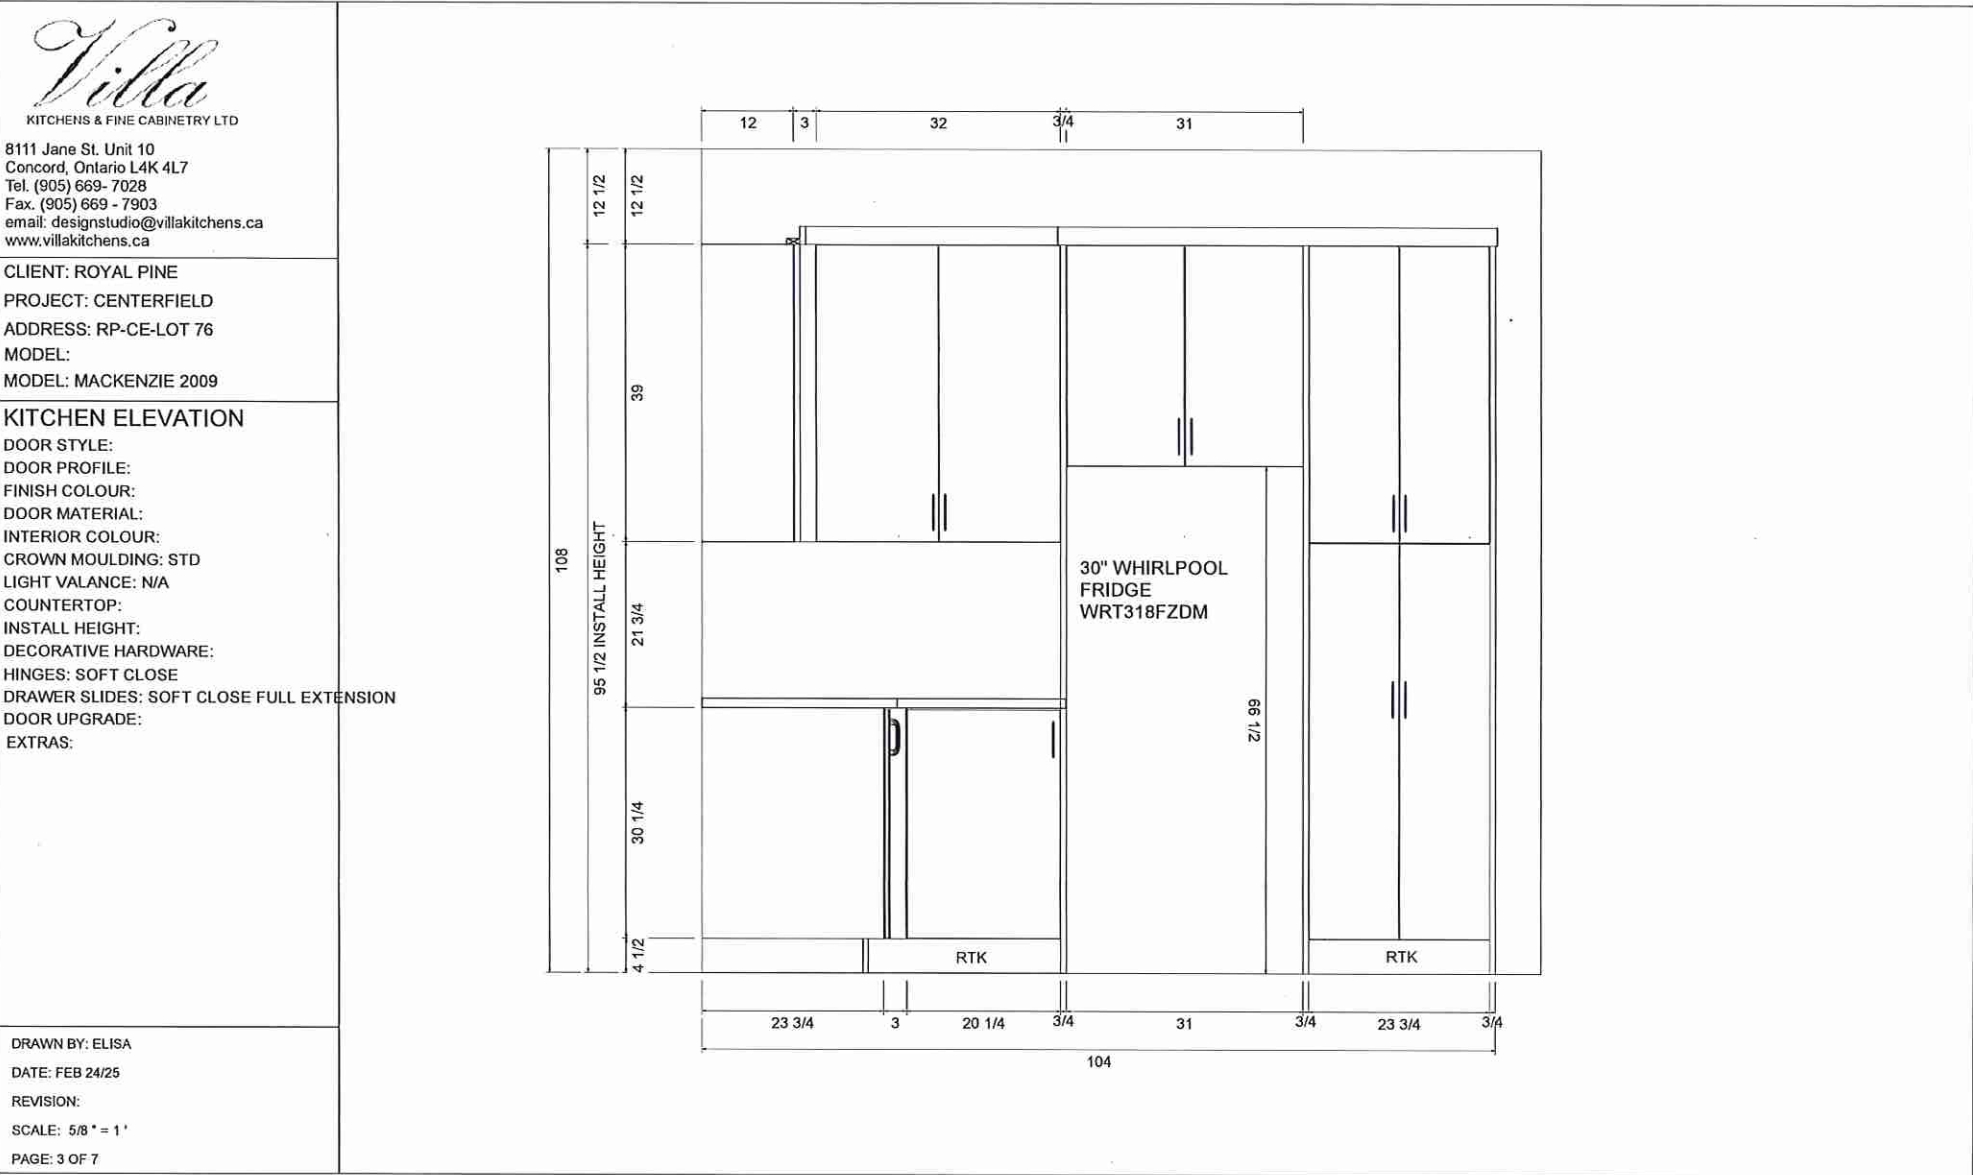 Villa
KITCHENS & FINE CABINETRY LTD
8111 Jane St. Unit 10
Concord, Ontario L4K 4L7
Tel. (905) 669- 7028
Fax. (905) 669 - 7903
email: designstudio@villakitchens.ca
www.villakitchens.ca
CLIENT: ROYAL PINE
PROJECT: CENTERFIELD
ADDRESS: RP-CE-LOT 76
MODEL:
MODEL: MACKENZIE 2009
KITCHEN ELEVATION
DOOR STYLE:
DOOR PROFILE:
FINISH COLOUR:
DOOR MATERIAL:
INTERIOR COLOUR:
CROWN MOULDING: STD
LIGHT VALANCE: N/A
COUNTERTOP:
INSTALL HEIGHT:
DECORATIVE HARDWARE:
HINGES: SOFT CLOSE
DRAWER SLIDES: SOFT CLOSE FULL EXTENSION
DOOR UPGRADE:
EXTRAS:
DRAWN BY: ELISA
DATE: FEB 24/25
REVISION:
SCALE: 5/8 " = 1 '
PAGE: 3 OF 7
12 3 32 3/4 31
108
12 1/2
95 1/2 INSTALL HEIGHT
12 1/2
39
21 3/4
30 1/4
4 1/2
30" WHIRLPOOL
FRIDGE
WRT318FZDM
66 1/2
RTK
RTK
23 3/4 3 20 1/4 3/4 31 3/4 23 3/4 3/4
104